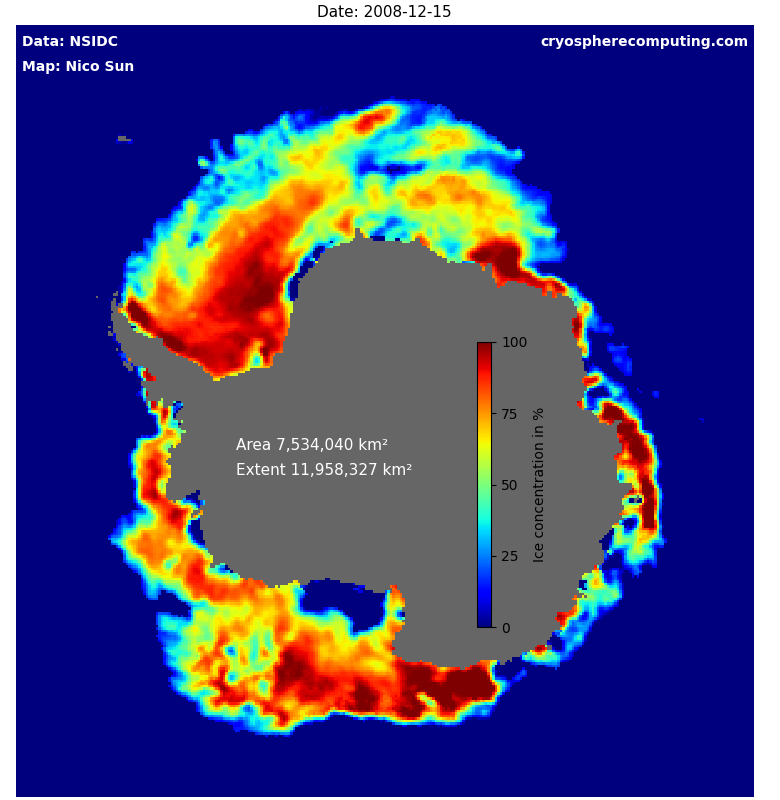 Date: 2008-12-15
Data: NSIDC
cryospherecomputing.com
Map: Nico Sun
100
75
50
25
0
Ice concentration in %
Area 7,534,040 km²
Extent 11,958,327 km²